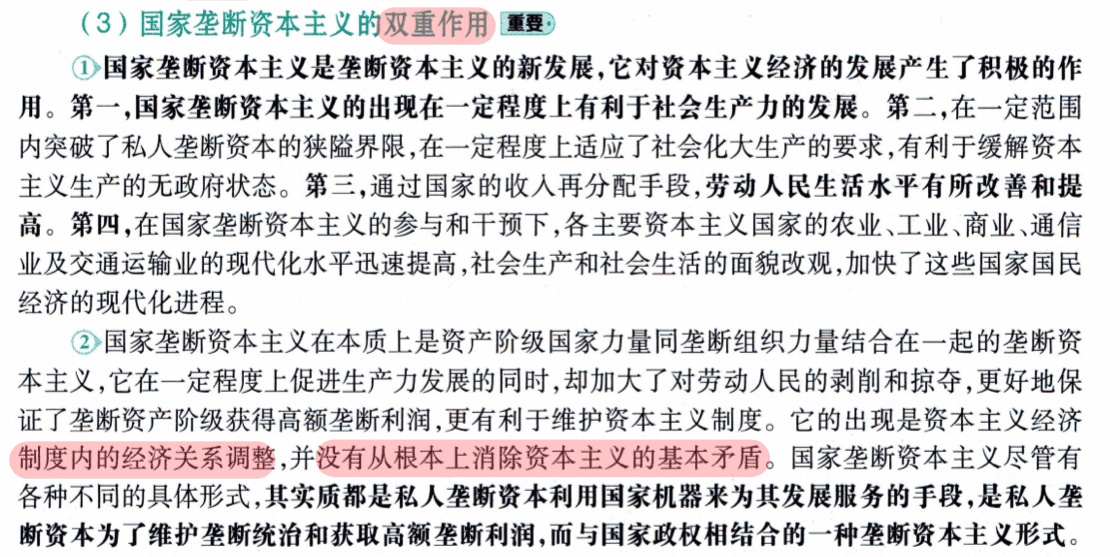 （3）国家垄断资本主义的双重作用 重要
①国家垄断资本主义是垄断资本主义的新发展，它对资本主义经济的发展产生了积极的作
用。第一，国家垄断资本主义的出现在一定程度上有利于社会生产力的发展。第二，在一定范围
内突破了私人垄断资本的狭隘界限，在一定程度上适应了社会化大生产的要求，有利于缓解资本
主义生产的无政府状态。第三，通过国家的收入再分配手段，劳动人民生活水平有所改善和提
高。第四，在国家垄断资本主义的参与和干预下，各主要资本主义国家的农业、工业、商业、通信
业及交通运输业的现代化水平迅速提高，社会生产和社会生活的面貌改观，加快了这些国家国民
经济的现代化进程。
②国家垄断资本主义在本质上是资产阶级国家力量同垄断组织力量结合在一起的垄断资
本主义，它在一定程度上促进生产力发展的同时，却加大了对劳动人民的剥削和掠夺，更好地保
证了垄断资产阶级获得高额垄断利润，更有利于维护资本主义制度。它的出现是资本主义经济
制度内的经济关系调整，并没有从根本上消除资本主义的基本矛盾。国家垄断资本主义尽管有
各种不同的具体形式，其实质都是私人垄断资本利用国家机器来为其发展服务的手段，是私人垄
断资本为了维护垄断统治和获取高额垄断利润，而与国家政权相结合的一种垄断资本主义形式。